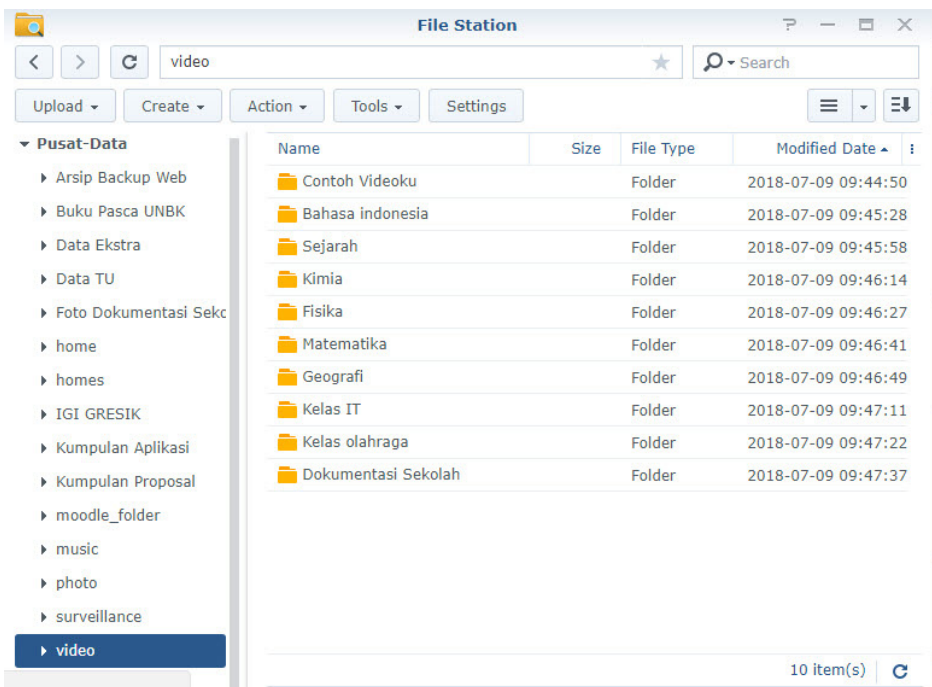 File Station
video
Search
Upload Create Action Tools Settings
Pusat-Data
Arsip Backup Web
Buku Pasca UNBK
Data Ekstra
Data TU
Foto Dokumentasi Sekc
home
homes
IGI GRESIK
Kumpulan Aplikasi
Kumpulan Proposal
moodle_folder
music
photo
surveillance
video
Name Size File Type Modified Date
Contoh Videoku Folder 2018-07-09 09:44:50
Bahasa indonesia Folder 2018-07-09 09:45:28
Sejarah Folder 2018-07-09 09:45:58
Kimia Folder 2018-07-09 09:46:14
Fisika Folder 2018-07-09 09:46:27
Matematika Folder 2018-07-09 09:46:41
Geografi Folder 2018-07-09 09:46:49
Kelas IT Folder 2018-07-09 09:47:11
Kelas olahraga Folder 2018-07-09 09:47:22
Dokumentasi Sekolah Folder 2018-07-09 09:47:37
10 item(s)